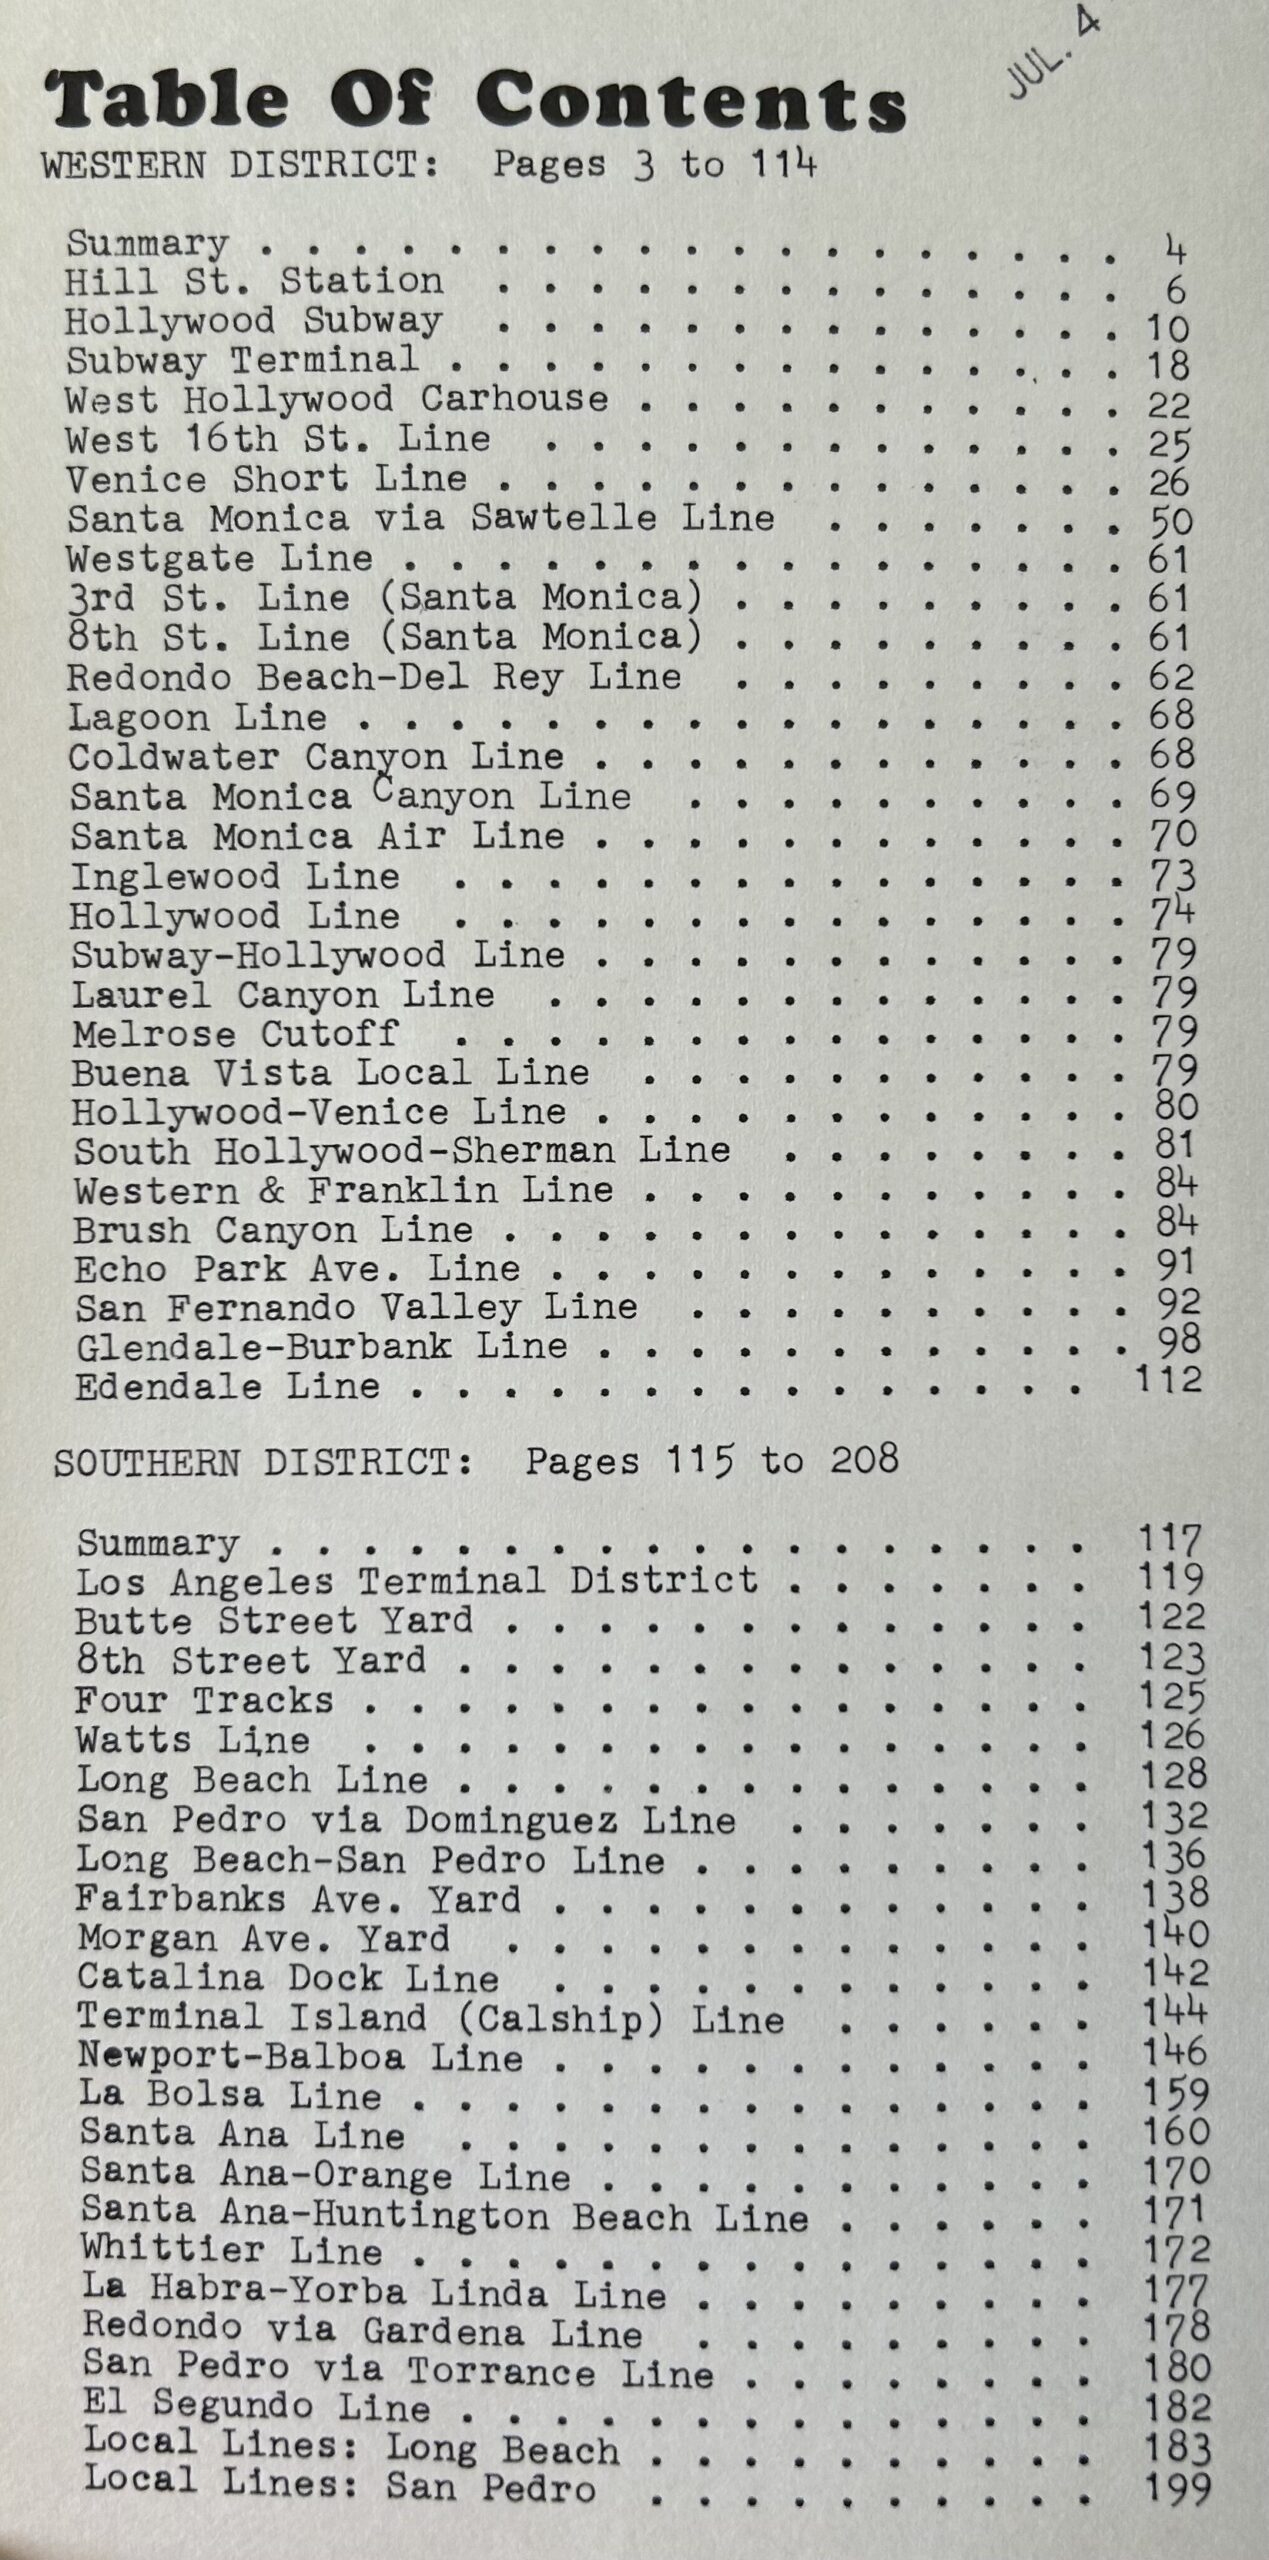 JUL. 4
Table Of Contents
WESTERN DISTRICT: Pages 3 to 114
Summary . . . . . . . . . . . . . . . . . . . 4
Hill St. Station . . . . . . . . . . . . . . 6
Hollywood Subway . . . . . . . . . . . . . . 10
Subway Terminal . . . . . . . . . . . . . . . 18
West Hollywood Carhouse . . . . . . . . . . . 22
West 16th St. Line . . . . . . . . . . . . . 25
Venice Short Line . . . . . . . . . . . . . . 26
Santa Monica via Sawtelle Line . . . . . . . 50
Westgate Line . . . . . . . . . . . . . . . . 61
3rd St. Line (Santa Monica) . . . . . . . . . 61
8th St. Line (Santa Monica) . . . . . . . . . 61
Redondo Beach-Del Rey Line . . . . . . . . . 62
Lagoon Line . . . . . . . . . . . . . . . . . 68
Coldwater Canyon Line . . . . . . . . . . . . 68
Santa Monica Canyon Line . . . . . . . . . . 69
Santa Monica Air Line . . . . . . . . . . . . 70
Inglewood Line . . . . . . . . . . . . . . . 73
Hollywood Line . . . . . . . . . . . . . . . 74
Subway-Hollywood Line . . . . . . . . . . . . 79
Laurel Canyon Line . . . . . . . . . . . . . 79
Melrose Cutoff . . . . . . . . . . . . . . . 79
Buena Vista Local Line . . . . . . . . . . . 79
Hollywood-Venice Line . . . . . . . . . . . . 80
South Hollywood-Sherman Line . . . . . . . . 81
Western & Franklin Line . . . . . . . . . . . 84
Brush Canyon Line . . . . . . . . . . . . . . 84
Echo Park Ave. Line . . . . . . . . . . . . . 91
San Fernando Valley Line . . . . . . . . . . 92
Glendale-Burbank Line . . . . . . . . . . . . 98
Edendale Line . . . . . . . . . . . . . . . 112
SOUTHERN DISTRICT: Pages 115 to 208
Summary . . . . . . . . . . . . . . . . . . 117
Los Angeles Terminal District . . . . . . . 119
Butte Street Yard . . . . . . . . . . . . . 122
8th Street Yard . . . . . . . . . . . . . . 123
Four Tracks . . . . . . . . . . . . . . . . 125
Watts Line . . . . . . . . . . . . . . . . 126
Long Beach Line . . . . . . . . . . . . . . 128
San Pedro via Dominguez Line . . . . . . . 132
Long Beach-San Pedro Line . . . . . . . . . 136
Fairbanks Ave. Yard . . . . . . . . . . . . 138
Morgan Ave. Yard . . . . . . . . . . . . . 140
Catalina Dock Line . . . . . . . . . . . . 142
Terminal Island (Calship) Line . . . . . . 144
Newport-Balboa Line . . . . . . . . . . . . 146
La Bolsa Line . . . . . . . . . . . . . . . 159
Santa Ana Line . . . . . . . . . . . . . . 160
Santa Ana-Orange Line . . . . . . . . . . . 170
Santa Ana-Huntington Beach Line . . . . . . 171
Whittier Line . . . . . . . . . . . . . . . 172
La Habra-Yorba Linda Line . . . . . . . . . 177
Redondo via Gardena Line . . . . . . . . . 178
San Pedro via Torrance Line . . . . . . . . 180
El Segundo Line . . . . . . . . . . . . . . 182
Local Lines: Long Beach . . . . . . . . . . 183
Local Lines: San Pedro . . . . . . . . . . 199